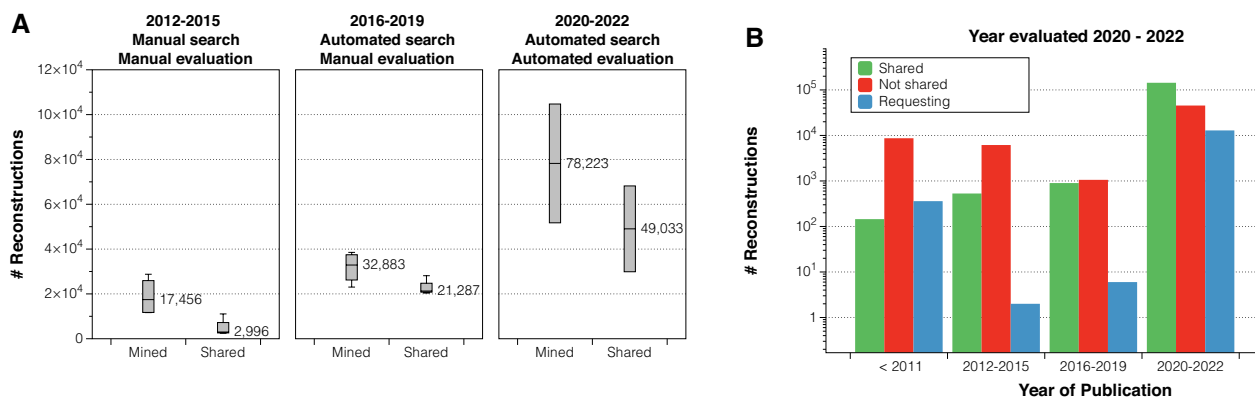 A
2012-2015
Manual search
Manual evaluation
2016-2019
Automated search
Manual evaluation
2020-2022
Automated search
Automated evaluation
# Reconstructions
12×10⁴
10×10⁴
8×10⁴
6×10⁴
4×10⁴
2×10⁴
0
17,456
2,996
32,883
21,287
78,223
49,033
Mined Shared
Mined Shared
Mined Shared
B
Year evaluated 2020 - 2022
Shared
Not shared
Requesting
# Reconstructions
10⁵
10⁴
10³
10²
10¹
1
< 2011 2012-2015 2016-2019 2020-2022
Year of Publication